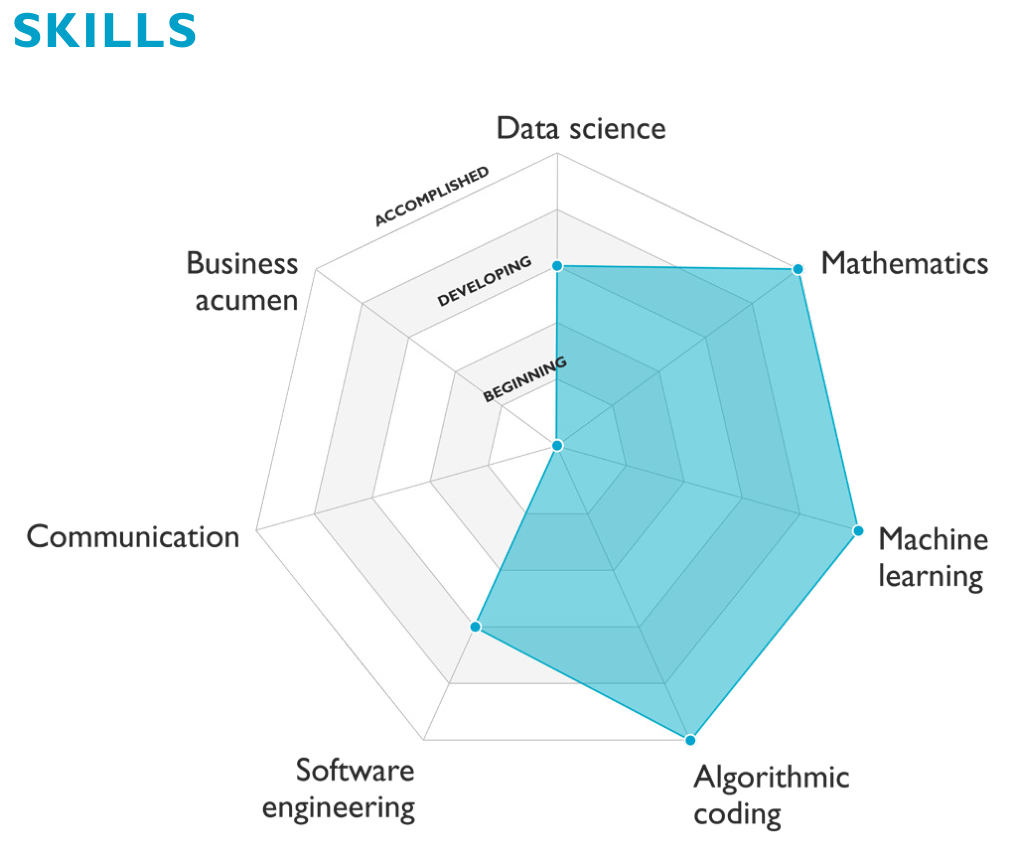 SKILLS
Data science
ACCOMPLISHED
Business
acumen
DEVELOPING
Mathematics
BEGINNING
Communication
Machine
learning
Software
engineering
Algorithmic
coding